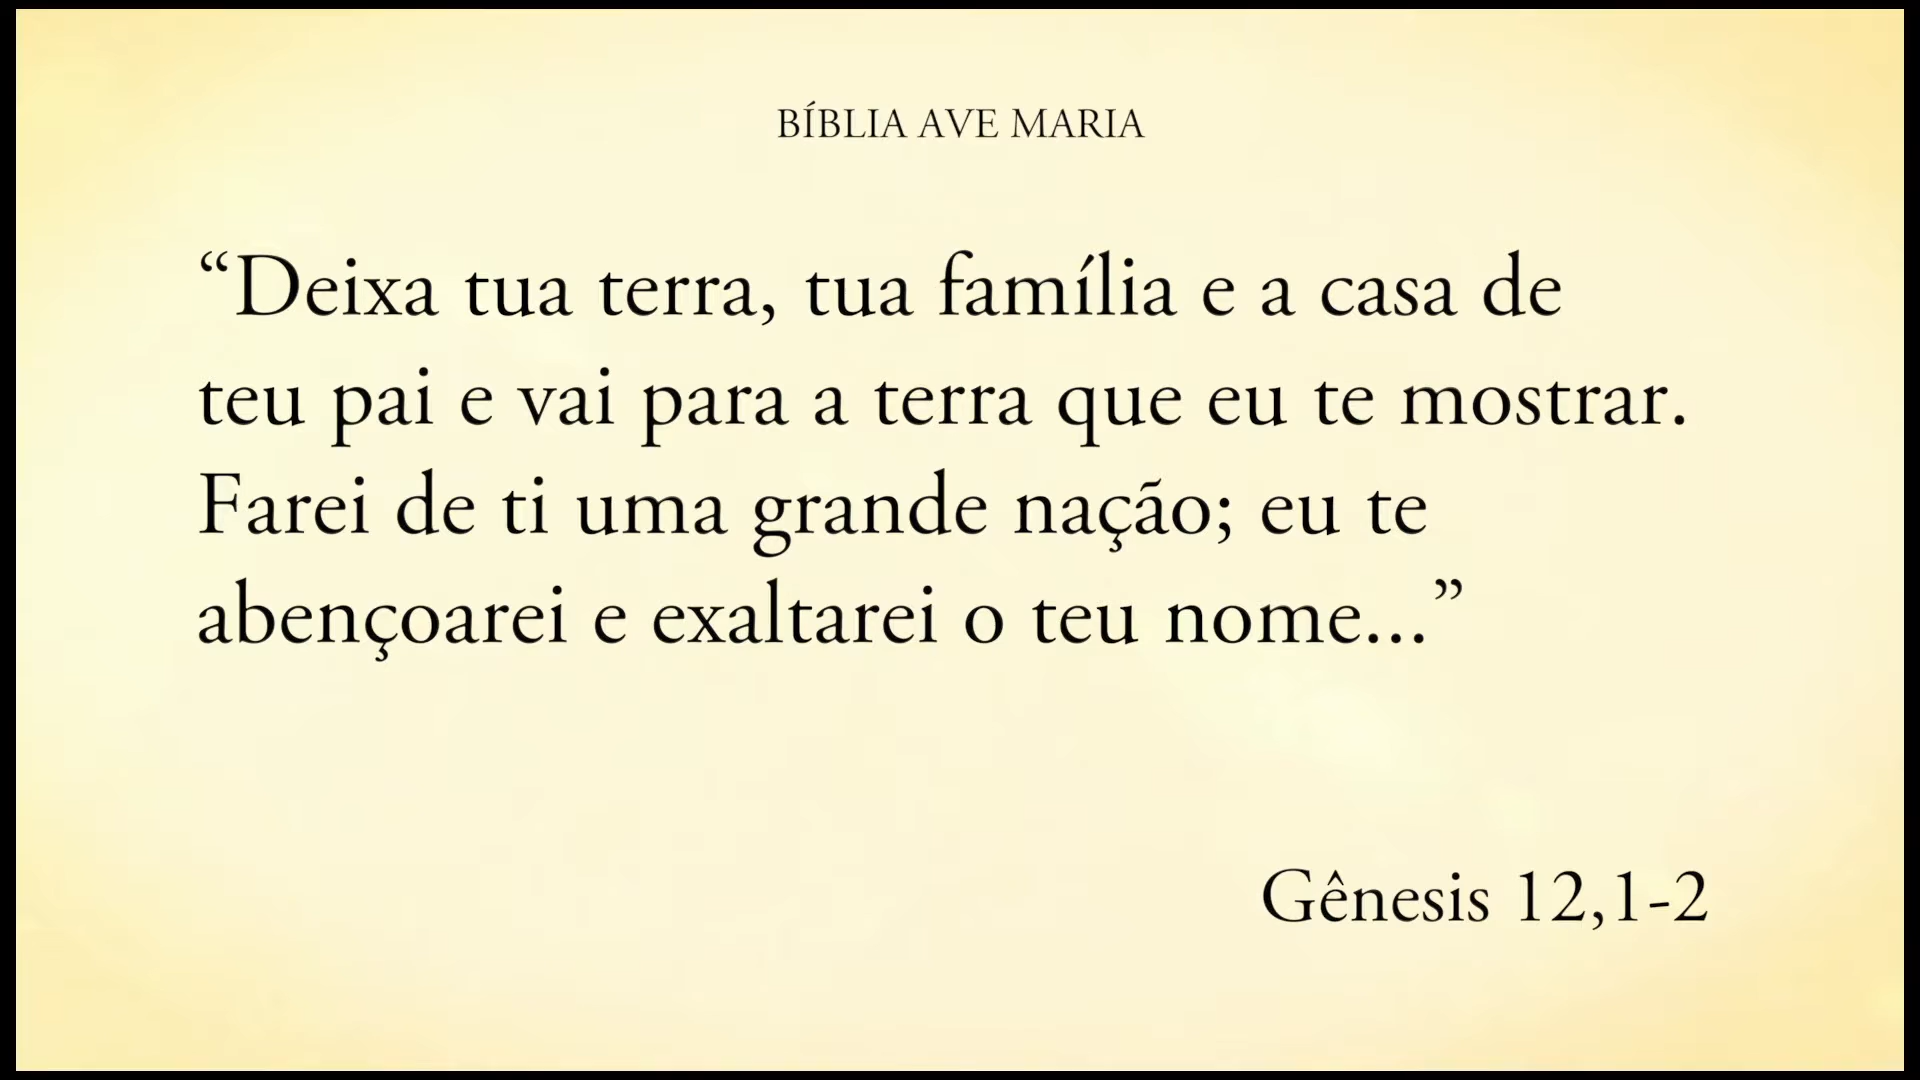 BÍBLIA AVE MARIA
“Deixa tua terra, tua família e a casa de
teu pai e vai para a terra que eu te mostrar.
Farei de ti uma grande nação; eu te
abençoarei e exaltarei o teu nome...”
Gênesis 12,1-2